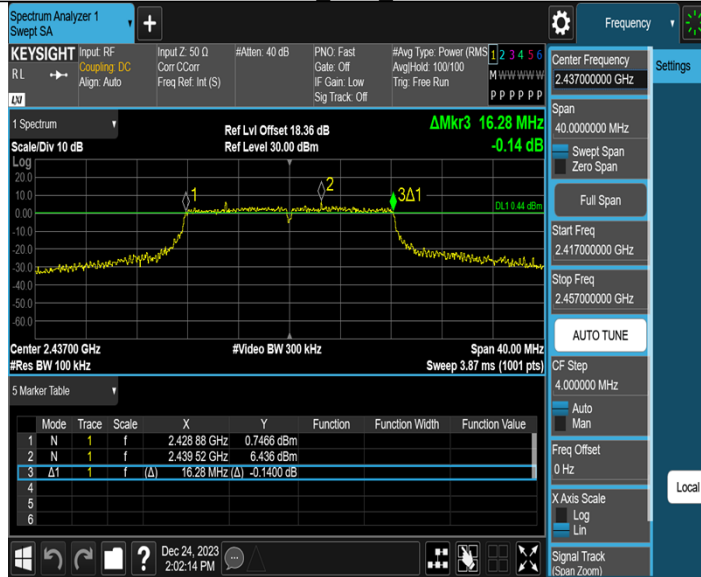 Spectrum Analyzer 1
Swept SA
+
Frequency
KEYSIGHT
RL
LXI
Input: RF
Coupling: DC
Align: Auto
Input Z: 50 Ω
Corr CCorr
Freq Ref: Int (S)
#Atten: 40 dB
PNO: Fast
Gate: Off
IF Gain: Low
Sig Track: Off
#Avg Type: Power (RMS
Avg|Hold: 100/100
Trig: Free Run
1 2 3 4 5 6
M W W W W W
P P P P P P
1 Spectrum
Scale/Div 10 dB
Log
Ref Lvl Offset 18.36 dB
Ref Level 30.00 dBm
ΔMkr3 16.28 MHz
-0.14 dB
20.0
10.0
0.00
-10.0
-20.0
-30.0
-40.0
-50.0
-60.0
1
2
3Δ1
DL1 0.44 dBm
Center 2.43700 GHz
#Res BW 100 kHz
#Video BW 300 kHz
Span 40.00 MHz
Sweep 3.87 ms (1001 pts)
5 Marker Table
Mode Trace Scale X Y Function Function Width Function Value
1 N 1 f 2.428 88 GHz 0.7466 dBm
2 N 1 f 2.439 52 GHz 6.436 dBm
3 Δ1 1 f (Δ) 16.28 MHz (Δ) -0.1400 dB
4
5
6
?
Dec 24, 2023
2:02:14 PM
Center Frequency
2.437000000 GHz
Span
40.0000000 MHz
Swept Span
Zero Span
Full Span
Start Freq
2.417000000 GHz
Stop Freq
2.457000000 GHz
AUTO TUNE
CF Step
4.000000 MHz
Auto
Man
Freq Offset
0 Hz
X Axis Scale
Log
Lin
Signal Track
(Span Zoom)
Settings
Local